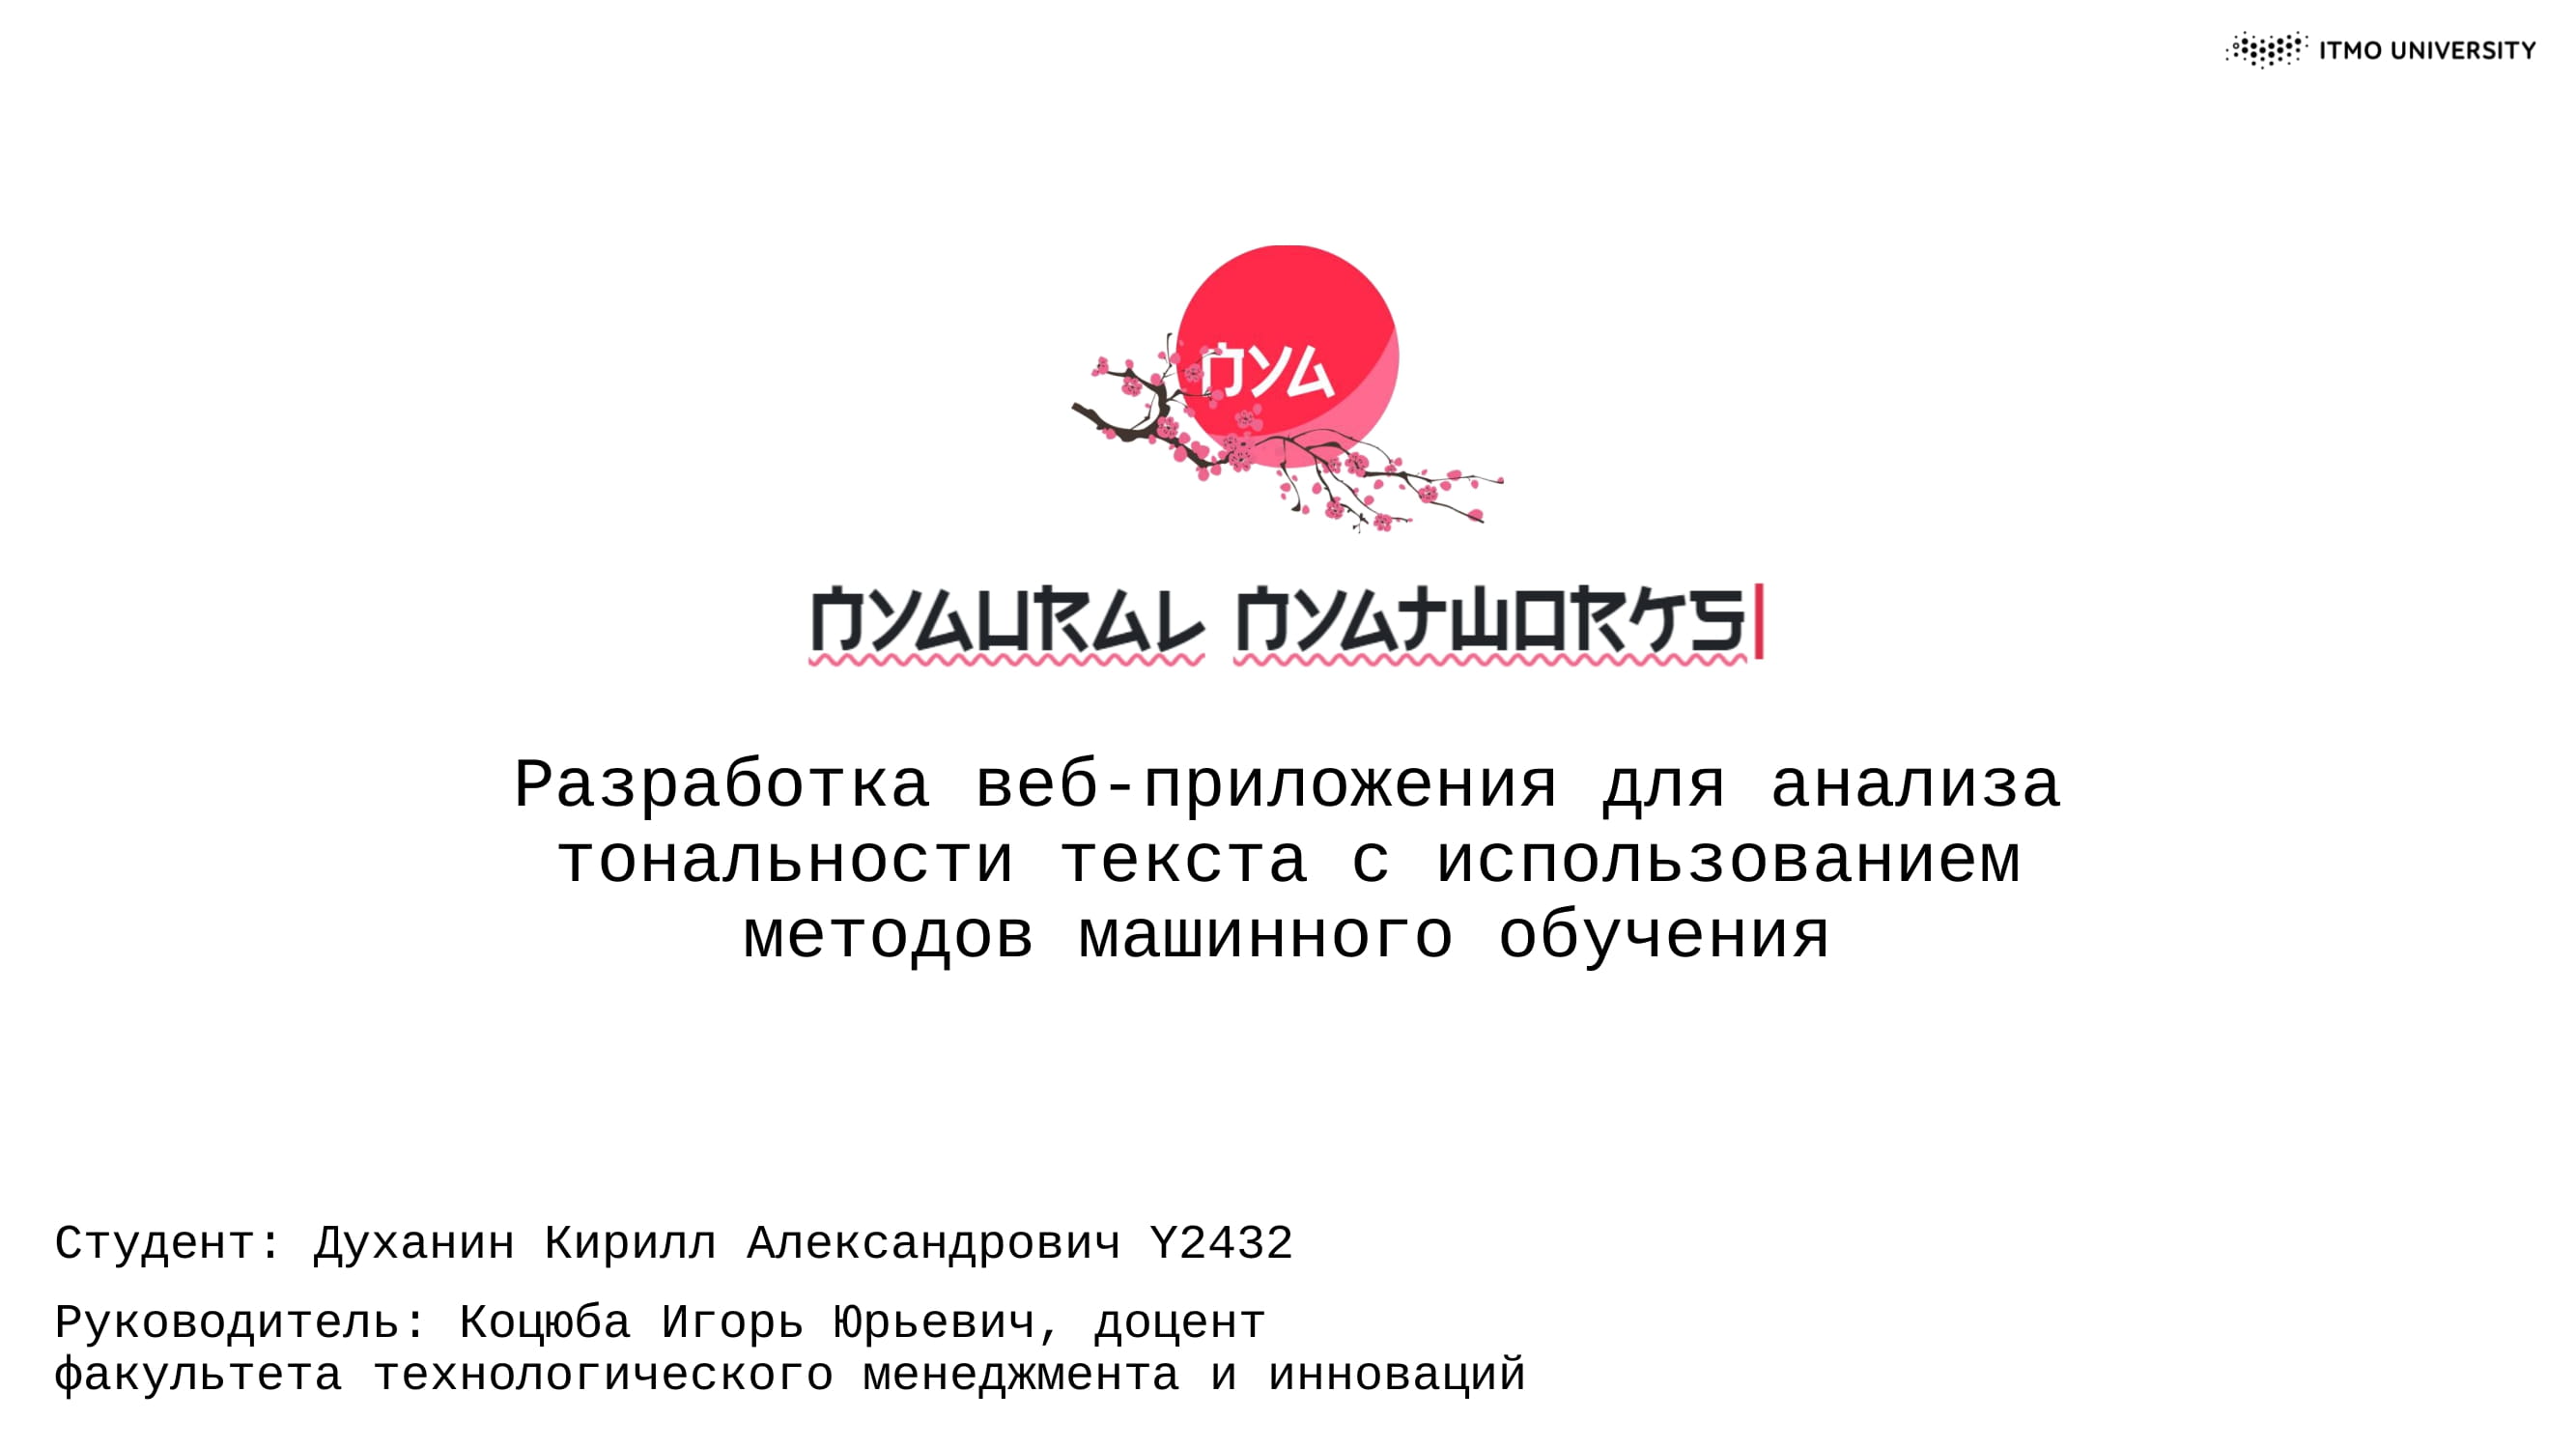 ITMO UNIVERSITY
NYA
NYAURAL NYATWORKS
Разработка веб-приложения для анализа
тональности текста с использованием
методов машинного обучения
Студент: Духанин Кирилл Александрович Y2432
Руководитель: Коцюба Игорь Юрьевич, доцент
факультета технологического менеджмента и инноваций